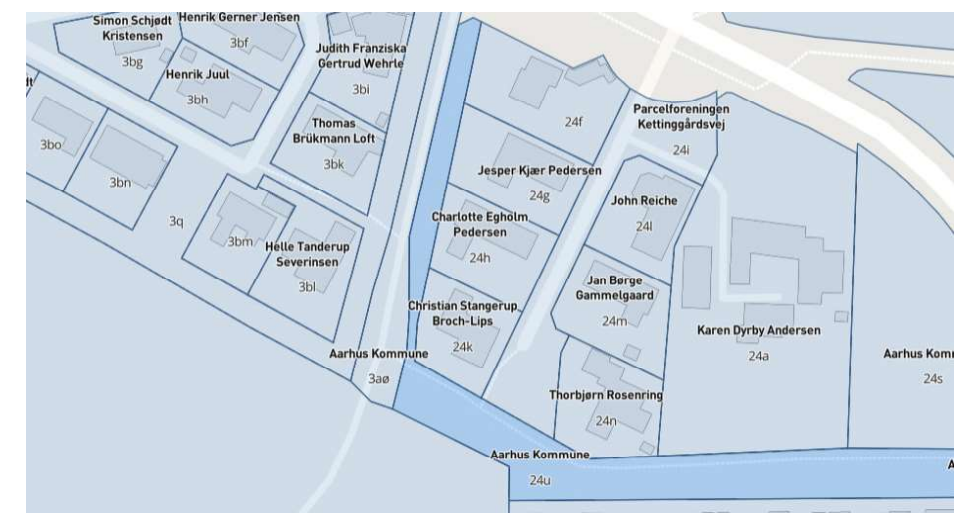 Simon Schjødt
Kristensen
3bg
Henrik Gerner Jensen
3bf
Judith Franziska
Gertrud Wehrle
3bi
Henrik Juul
3bh
Thomas
Brükmann Loft
3bk
3bo
3bn
3q
3bm
Helle Tanderup
Severinsen
3bl
24f
Parcelforeningen
Kettinggårdsvej
24i
Jesper Kjær Pedersen
24g
John Reiche
24l
Charlotte Egholm
Pedersen
24h
Jan Børge
Gammelgaard
24m
Christian Stangerup
Broch-Lips
24k
Karen Dyrby Andersen
24a
Aarhus Kommune
3aø
Aarhus Kom
24s
Thorbjørn Rosenring
24n
Aarhus Kommune
24u
A